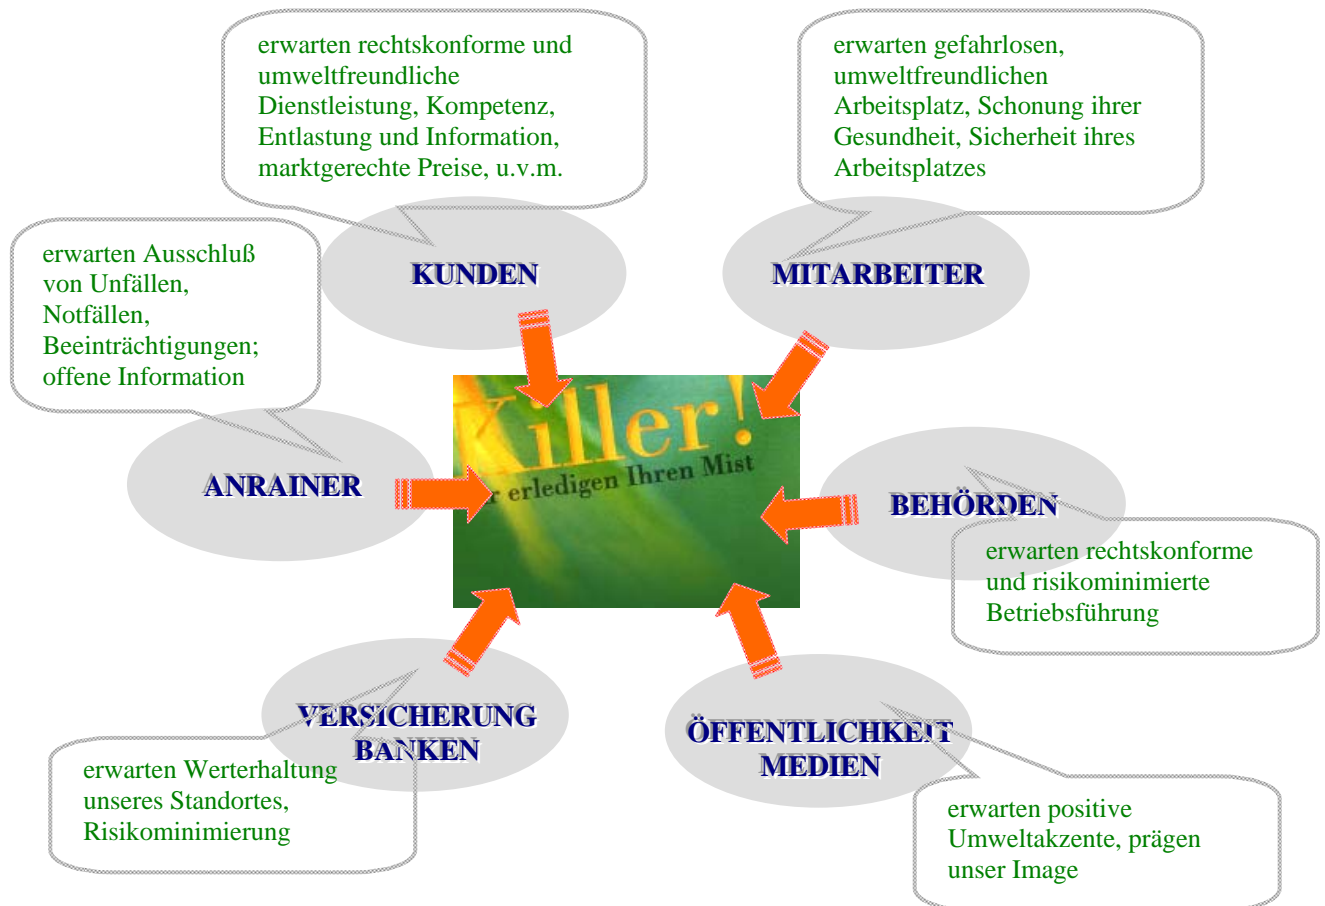 erwarten rechtskonforme und
umweltfreundliche
Dienstleistung, Kompetenz,
Entlastung und Information,
marktgerechte Preise, u.v.m.
erwarten gefahrlosen,
umweltfreundlichen
Arbeitsplatz, Schonung ihrer
Gesundheit, Sicherheit ihres
Arbeitsplatzes
erwarten Ausschluß
von Unfällen,
Notfällen,
Beeinträchtigungen;
offene Information
KUNDEN
MITARBEITER
Killer!
erledigen Ihren Mist
ANRAINER
BEHÖRDEN
erwarten rechtskonforme
und risikominimierte
Betriebsführung
VERSICHERUNG
BANKEN
ÖFFENTLICHKEIT
MEDIEN
erwarten Werterhaltung
unseres Standortes,
Risikominimierung
erwarten positive
Umweltakzente, prägen
unser Image